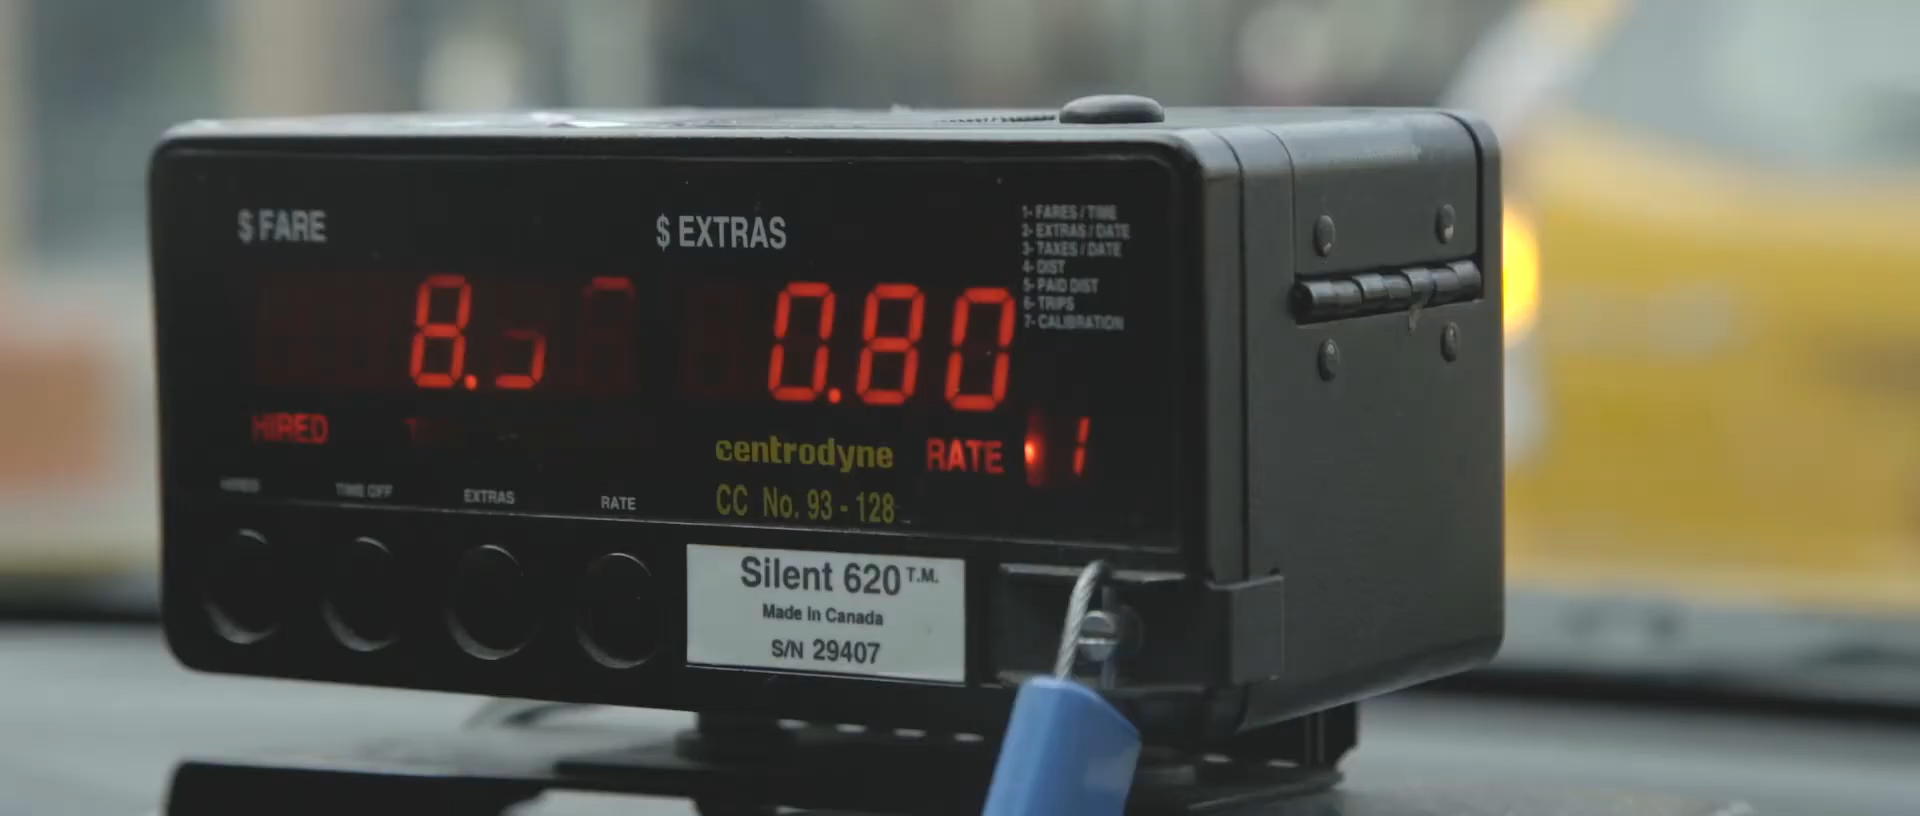 $ FARE
$ EXTRAS
1- FARES / TIME
2- EXTRAS / DATE
3- TAXES / DATE
4- DIST
5- PAID DIST
6- TRIPS
7- CALIBRATION
8.
0.80
HIRED
centrodyne
RATE 1
CC No. 93 - 128
HIRED
TIME OFF
EXTRAS
RATE
Silent 620 T.M.
Made In Canada
S/N 29407